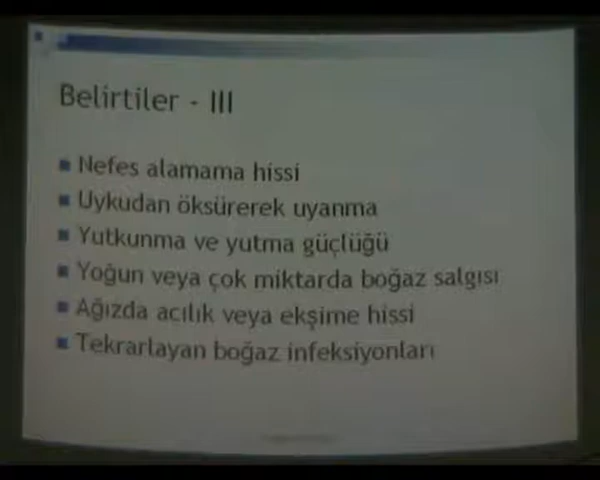 Belirtiler - III
Nefes alamama hissi
Uykudan öksürerek uyanma
Yutkunma ve yutma güçlüğü
Yoğun veya çok miktarda boğaz salgısı
Ağızda acılık veya ekşime hissi
Tekrarlayan boğaz infeksiyonları